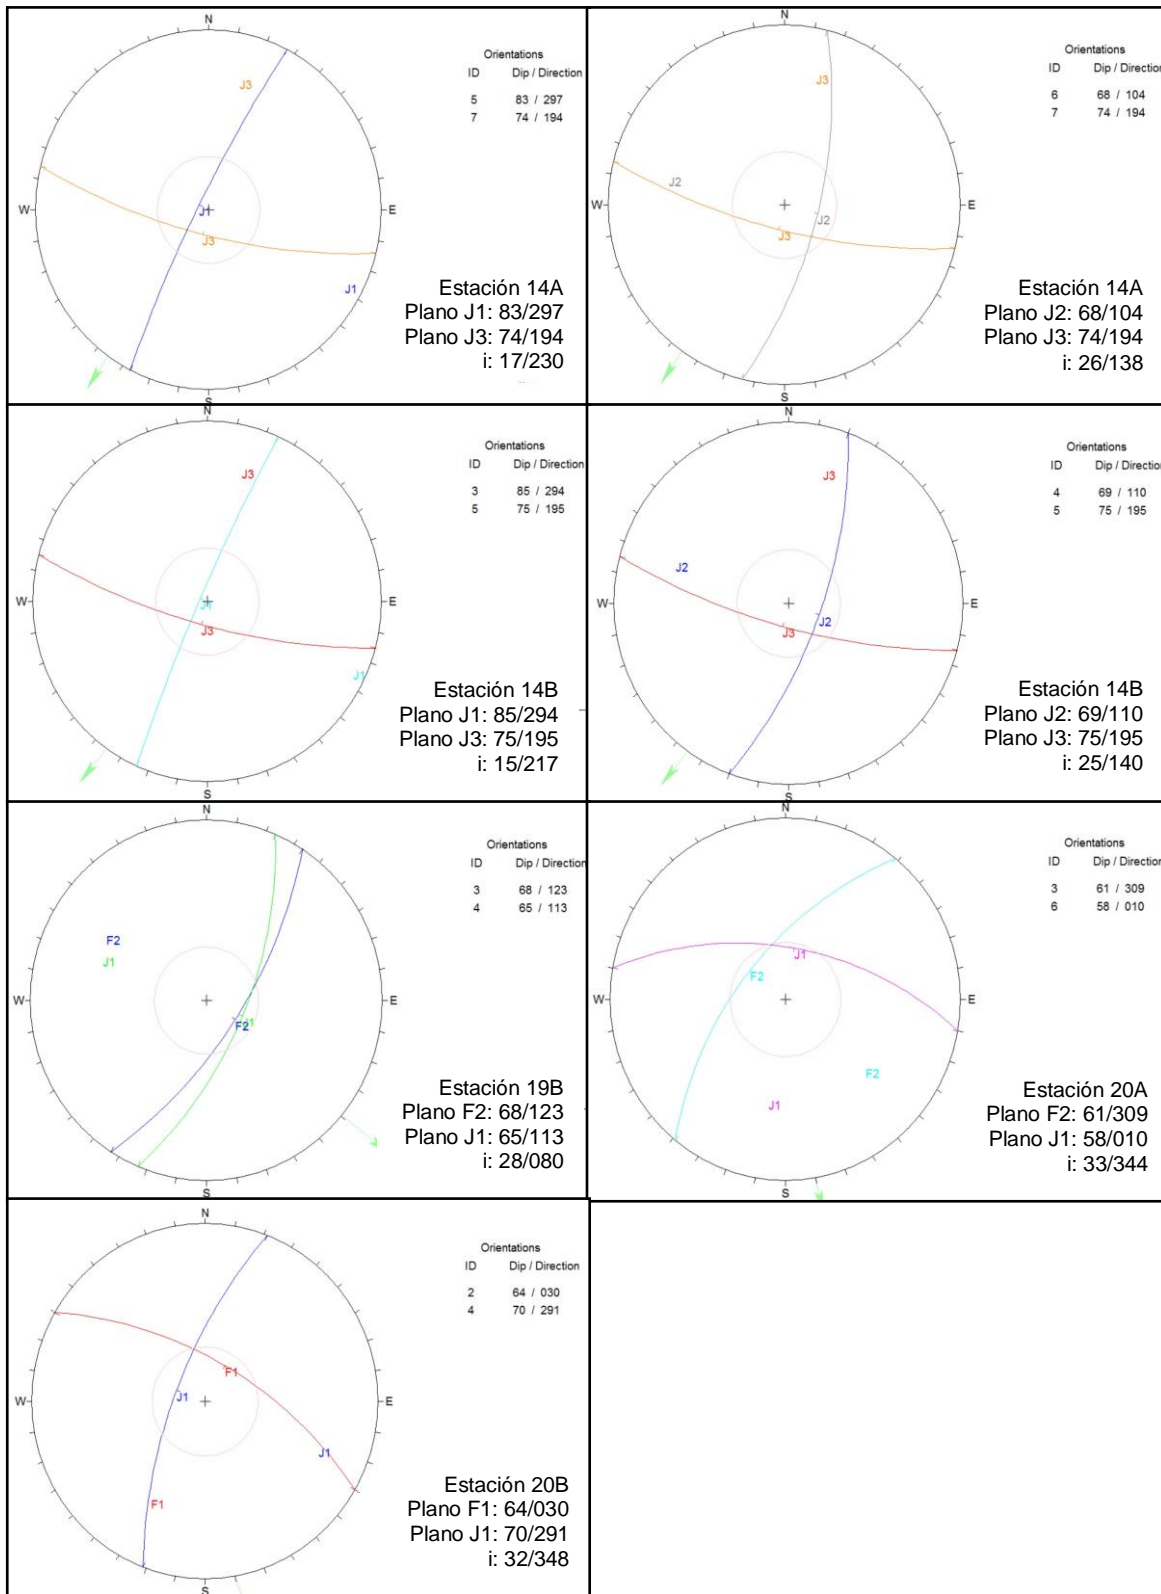 N
W
E
S
J3
J1
J3
J1
Orientations
ID Dip / Direction
5 83 / 297
7 74 / 194
Estación 14A
Plano J1: 83/297
Plano J3: 74/194
i: 17/230
N
W
E
S
J3
J2
J2
J3
Orientations
ID Dip / Direction
6 68 / 104
7 74 / 194
Estación 14A
Plano J2: 68/104
Plano J3: 74/194
i: 26/138
N
W
E
S
J3
J1
J3
J1
Orientations
ID Dip / Direction
3 85 / 294
5 75 / 195
Estación 14B
Plano J1: 85/294
Plano J3: 75/195
i: 15/217
N
W
E
S
J3
J2
J2
J3
Orientations
ID Dip / Direction
4 69 / 110
5 75 / 195
Estación 14B
Plano J2: 69/110
Plano J3: 75/195
i: 25/140
N
W
E
S
F2
J1
J1
F2
Orientations
ID Dip / Direction
3 68 / 123
4 65 / 113
Estación 19B
Plano F2: 68/123
Plano J1: 65/113
i: 28/080
N
W
E
S
J1
F2
F2
J1
Orientations
ID Dip / Direction
3 61 / 309
6 58 / 010
Estación 20A
Plano F2: 61/309
Plano J1: 58/010
i: 33/344
N
W
E
S
F1
J1
J1
F1
Orientations
ID Dip / Direction
2 64 / 030
4 70 / 291
Estación 20B
Plano F1: 64/030
Plano J1: 70/291
i: 32/348